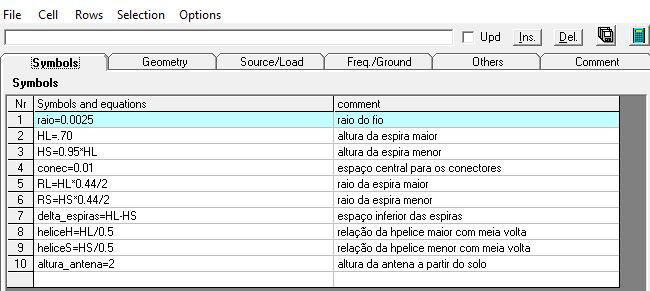 File Cell Rows Selection Options
Upd Ins. Del.
Symbols Geometry Source/Load Freq./Ground Others Comment
Symbols
Nr Symbols and equations comment
1 raio=0.0025 raio do fio
2 HL=.70 altura da espira maior
3 HS=0.95*HL altura da espira menor
4 conec=0.01 espaço central para os conectores
5 RL=HL*0.44/2 raio da espira maior
6 RS=HS*0.44/2 raio da espira menor
7 delta_espiras=HL-HS espaço inferior das espiras
8 heliceH=HL/0.5 relação da hpelice maior com meia volta
9 heliceS=HS/0.5 relação da hpelice menor com meia volta
10 altura_antena=2 altura da antena a partir do solo